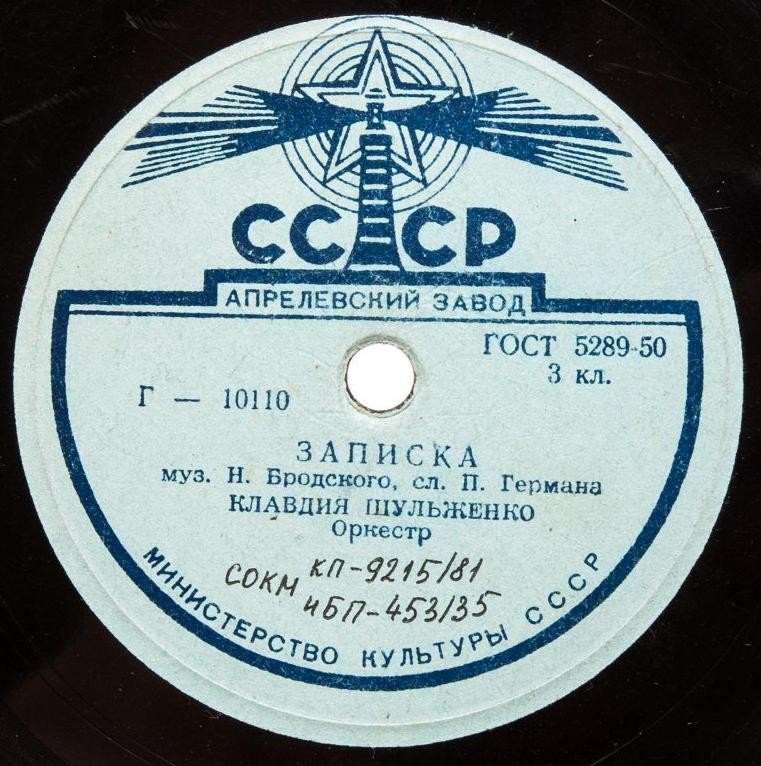 СССР
АПРЕЛЕВСКИЙ ЗАВОД
ГОСТ 5289-50
3 кл.
Г — 10110
ЗАПИСКА
муз. Н. Бродского, сл. П. Германа
КЛАВДИЯ ШУЛЬЖЕНКО
Оркестр
СОКМ кп-9215/81
иБП-453/35
МИНИСТЕРСТВО КУЛЬТУРЫ СССР